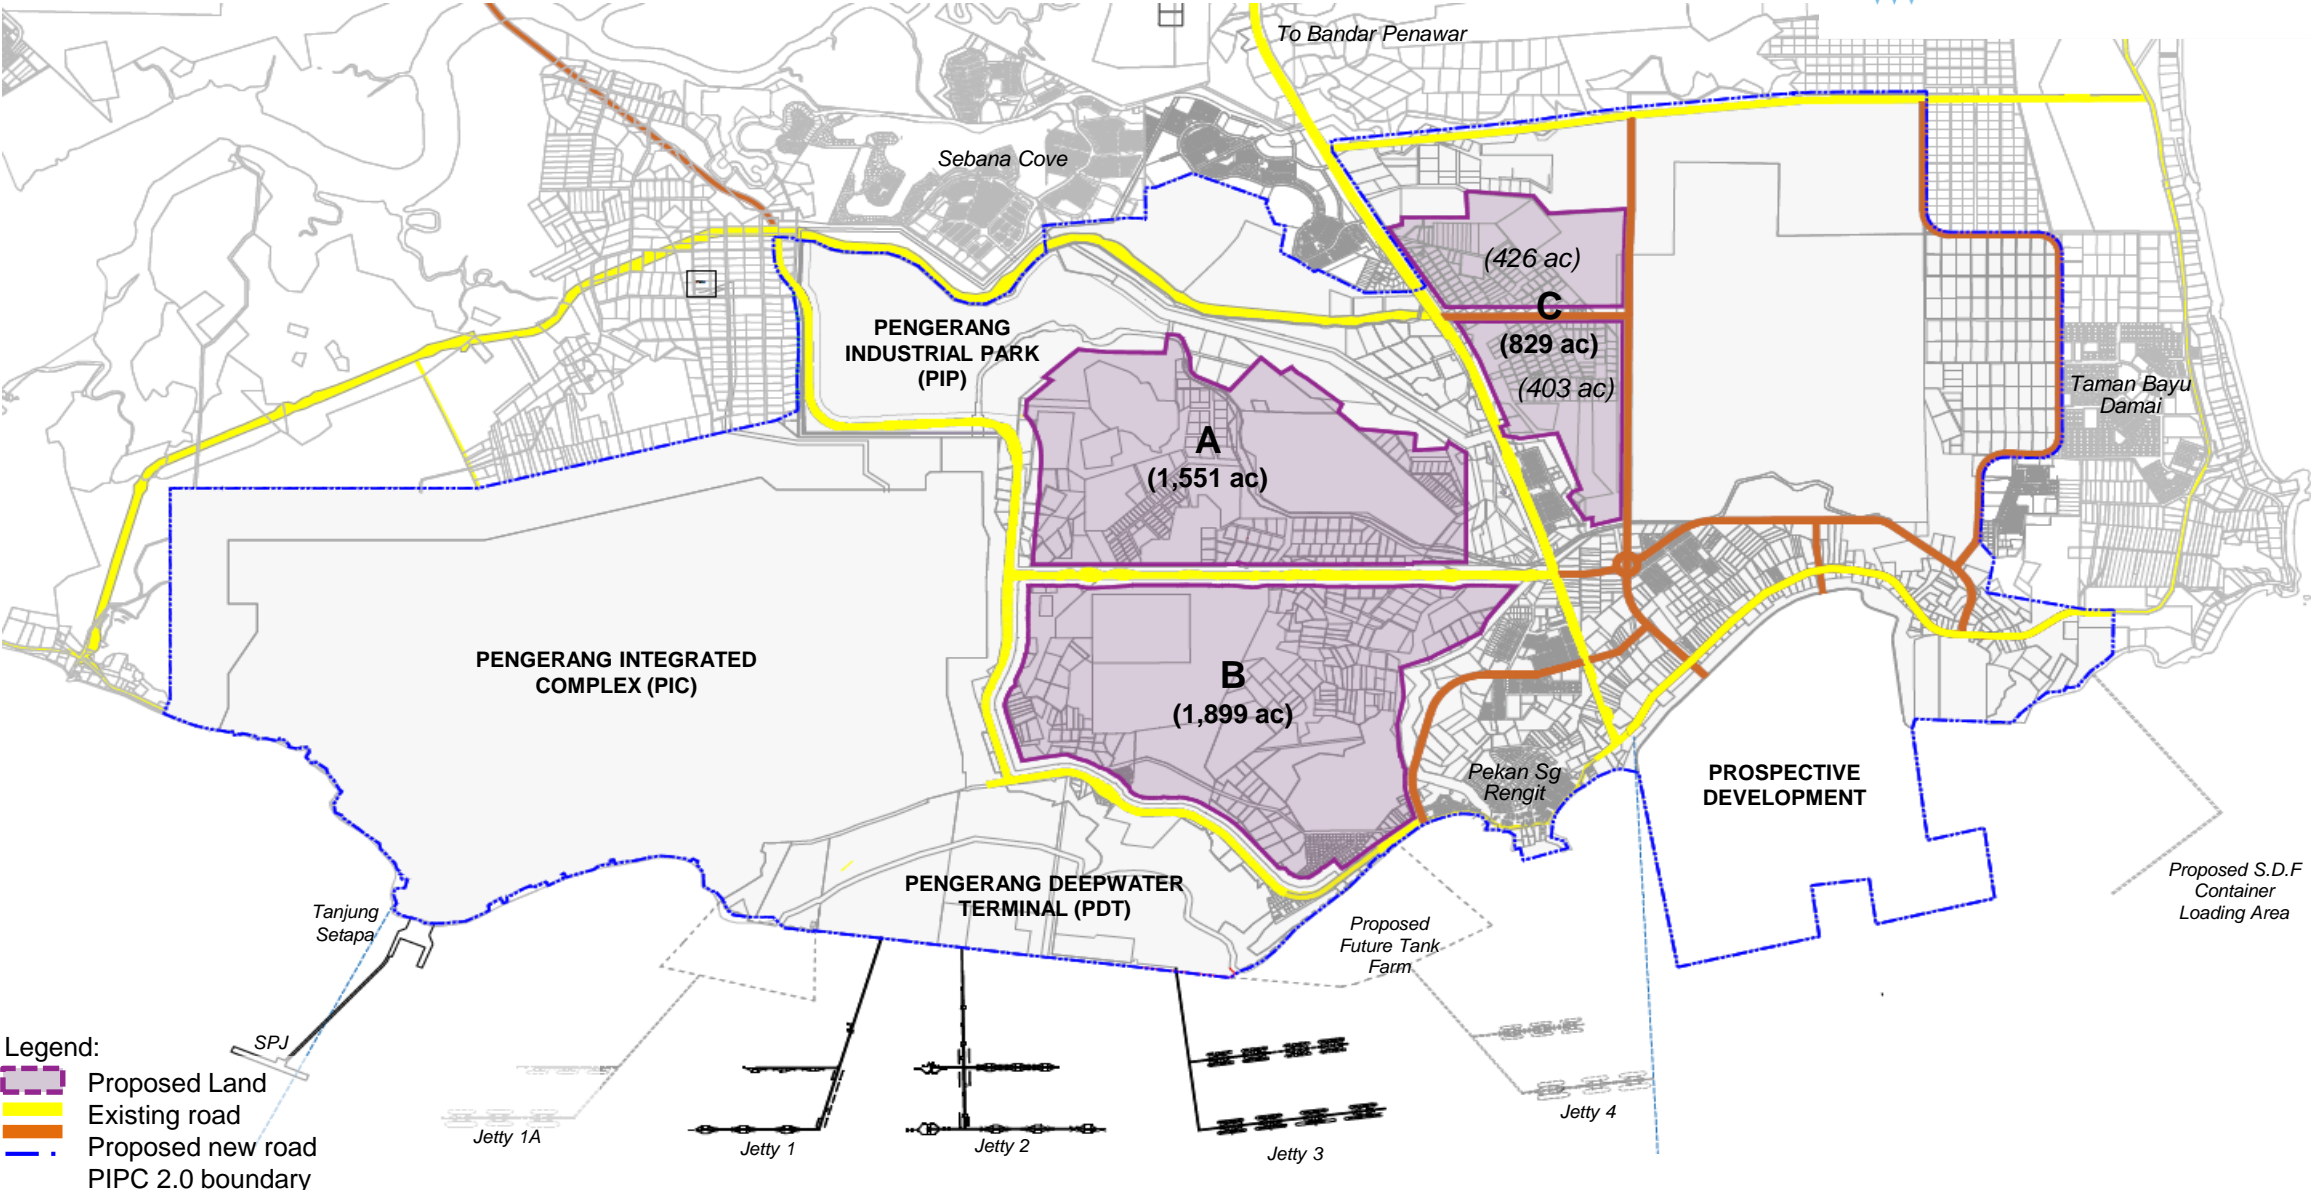 To Bandar Penawar
Sebana Cove
(426 ac)
C
(829 ac)
(403 ac)
PENGERANG
INDUSTRIAL PARK
(PIP)
Taman Bayu
Damai
A
(1,551 ac)
PENGERANG INTEGRATED
COMPLEX (PIC)
B
(1,899 ac)
Pekan Sg
Rengit
PROSPECTIVE
DEVELOPMENT
PENGERANG DEEPWATER
TERMINAL (PDT)
Proposed S.D.F
Container
Loading Area
Tanjung
Setapa
Proposed
Future Tank
Farm
SPJ
Legend:
Proposed Land
Existing road
Proposed new road
PIPC 2.0 boundary
Jetty 1A
Jetty 1
Jetty 2
Jetty 3
Jetty 4